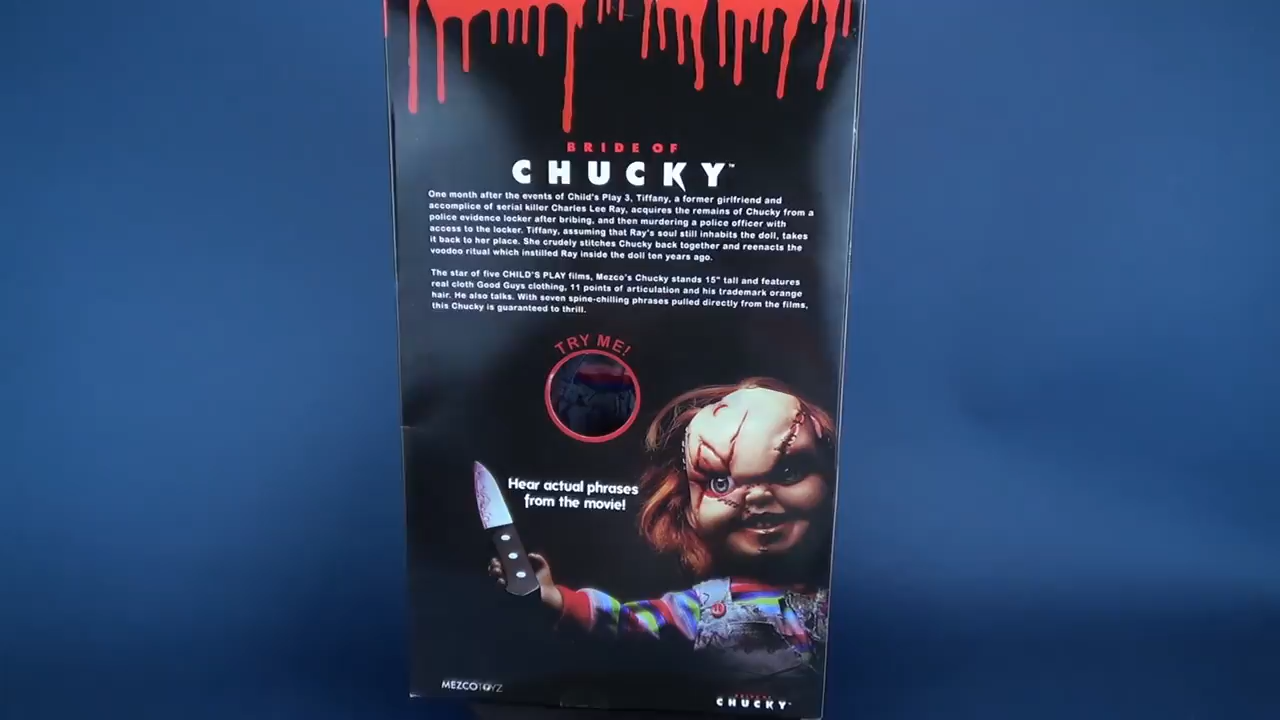 BRIDE OF
CHUCKY™
One month after the events of Child's Play 3, Tiffany, a former girlfriend and
accomplice of serial killer Charles Lee Ray, acquires the remains of Chucky from a
police evidence locker after bribing, and then murdering a police officer with
access to the locker. Tiffany, assuming that Ray's soul still inhabits the doll, takes
it back to her place. She crudely stitches Chucky back together and reenacts the
voodoo ritual which instilled Ray inside the doll ten years ago.
The star of five CHILD'S PLAY films, Mezco's Chucky stands 15" tall and features
real cloth Good Guys clothing, 11 points of articulation and his trademark orange
hair. He also talks. With seven spine-chilling phrases pulled directly from the films,
this Chucky is guaranteed to thrill.
TRY ME!
Hear actual phrases
from the movie!
MEZCOTOYZ
BRIDE OF
CHUCKY™